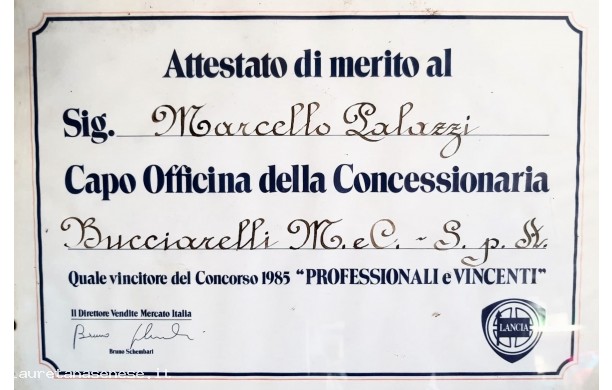 Attestato di merito al
Sig. Marcello Palazzi
Capo Officina della Concessionaria
Bucciarelli M. e C. - S. p. A.
Quale vincitore del Concorso 1985 “PROFESSIONALI e VINCENTI”
Il Direttore Vendite Mercato Italia
Bruno Schembari
LANCIA